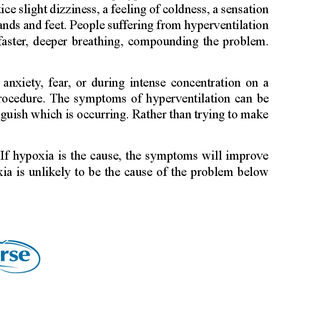 ice slight dizziness, a feeling of coldness, a sensation
ands and feet. People suffering from hyperventilation
faster, deeper breathing, compounding the problem.
anxiety, fear, or during intense concentration on a
rocedure. The symptoms of hyperventilation can be
guish which is occurring. Rather than trying to make
If hypoxia is the cause, the symptoms will improve
xia is unlikely to be the cause of the problem below
rse